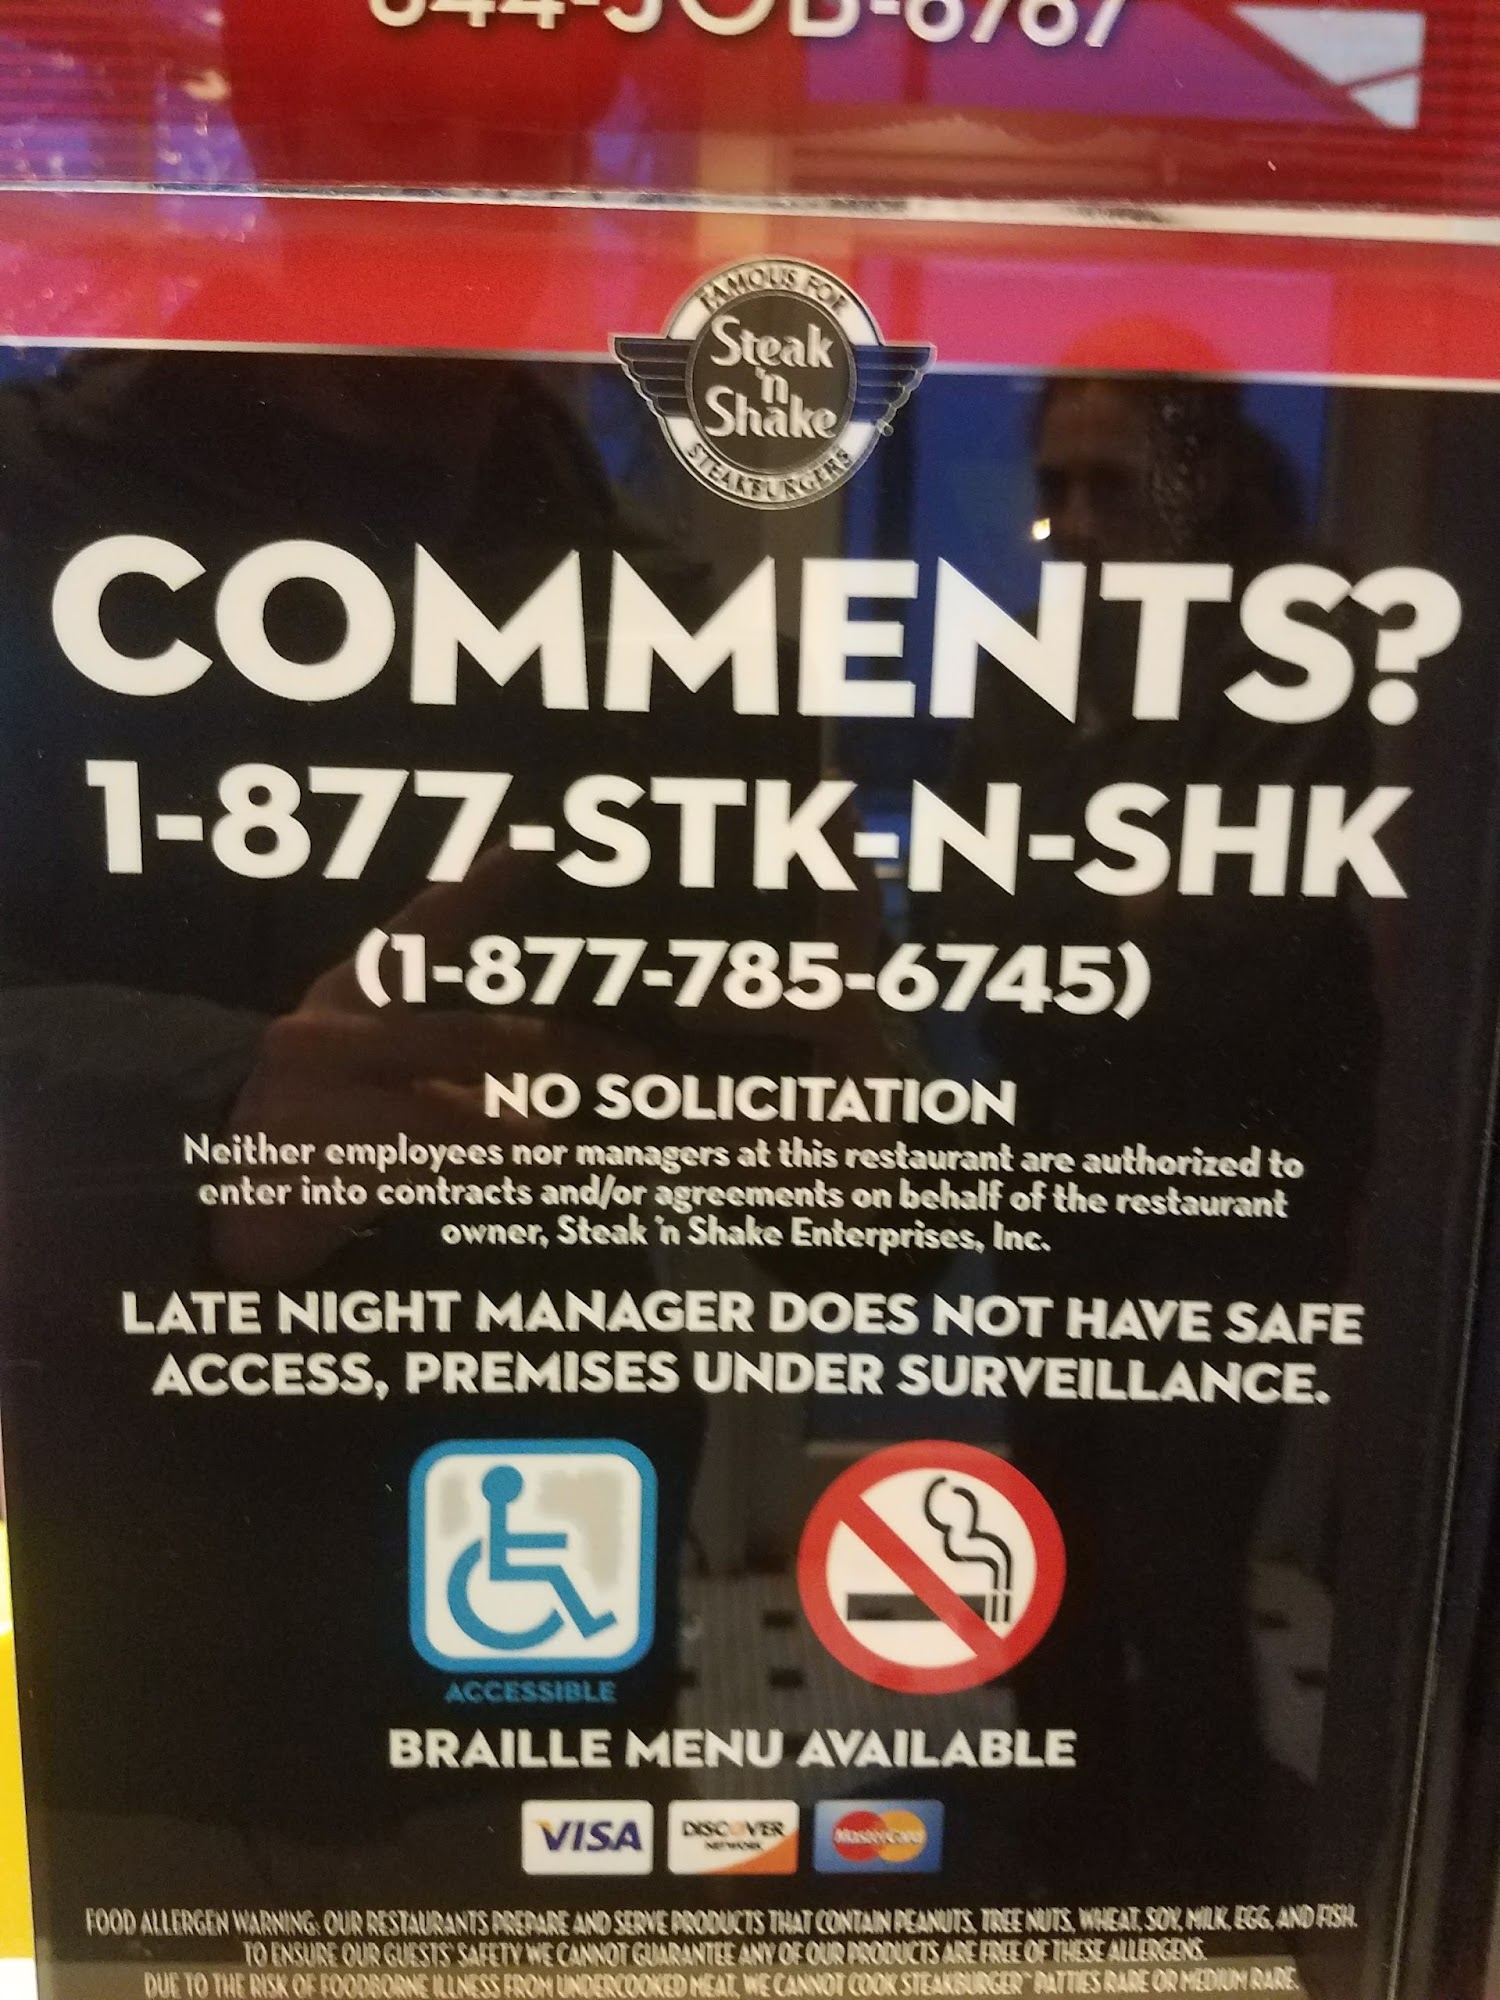 844-JOB-6767
FAMOUS FOR
Steak
'n
Shake
STEAKBURGERS
COMMENTS?
1-877-STK-N-SHK
(1-877-785-6745)
NO SOLICITATION
Neither employees nor managers at this restaurant are authorized to
enter into contracts and/or agreements on behalf of the restaurant
owner, Steak 'n Shake Enterprises, Inc.
LATE NIGHT MANAGER DOES NOT HAVE SAFE
ACCESS, PREMISES UNDER SURVEILLANCE.
ACCESSIBLE
BRAILLE MENU AVAILABLE
VISA
DISCOVER
NETWORK
MasterCard
FOOD ALLERGEN WARNING: OUR RESTAURANTS PREPARE AND SERVE PRODUCTS THAT CONTAIN PEANUTS, TREE NUTS, WHEAT, SOY, MILK, EGG, AND FISH.
TO ENSURE OUR GUESTS' SAFETY WE CANNOT GUARANTEE ANY OF OUR PRODUCTS ARE FREE OF THESE ALLERGENS.
DUE TO THE RISK OF FOODBORNE ILLNESS FROM UNDERCOOKED MEAT, WE CANNOT COOK STEAKBURGER™ PATTIES RARE OR MEDIUM RARE.